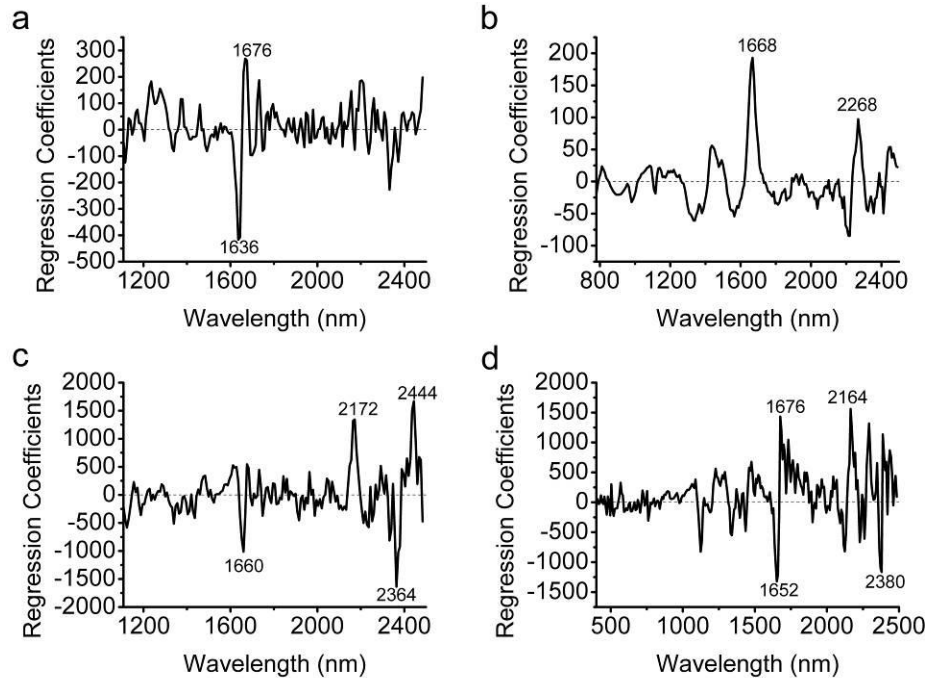 a
Regression Coefficients
300
200
100
0
-100
-200
-300
-400
-500
1676
1636
1200 1600 2000 2400
Wavelength (nm)
b
Regression Coefficients
200
150
100
50
0
-50
-100
1668
2268
800 1200 1600 2000 2400
Wavelength (nm)
c
Regression Coefficients
2000
1500
1000
500
0
-500
-1000
-1500
-2000
2172
2444
1660
2364
1200 1600 2000 2400
Wavelength (nm)
d
Regression Coefficients
2000
1500
1000
500
0
-500
-1000
-1500
1676
2164
1652
2380
500 1000 1500 2000 2500
Wavelength (nm)